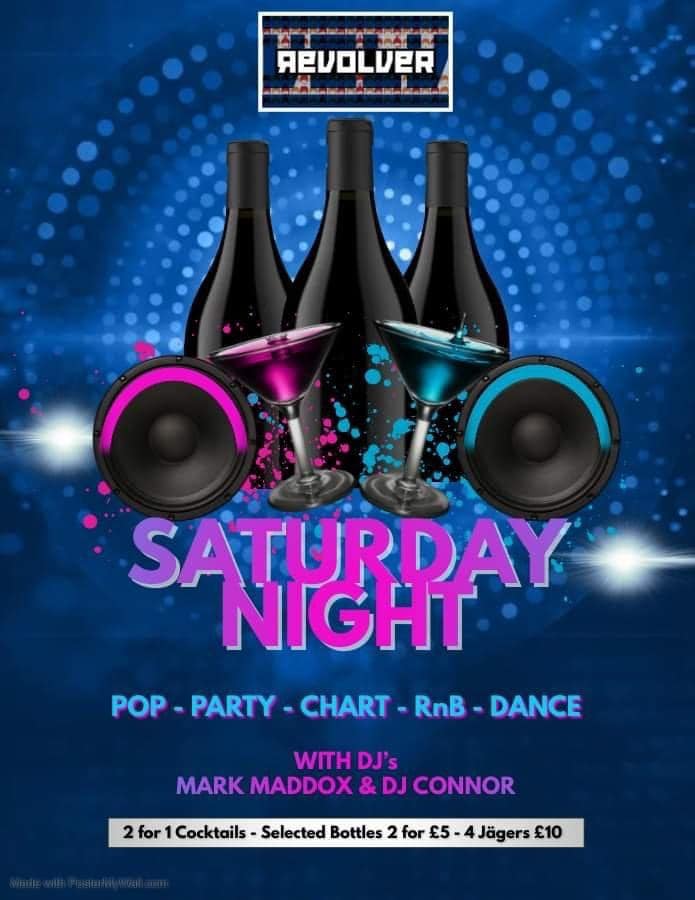 REVOLVER
SATURDAY
NIGHT
POP - PARTY - CHART - RnB - DANCE
WITH DJ's
MARK MADDOX & DJ CONNOR
2 for 1 Cocktails - Selected Bottles 2 for £5 - 4 Jägers £10
Made with PosterMyWall.com